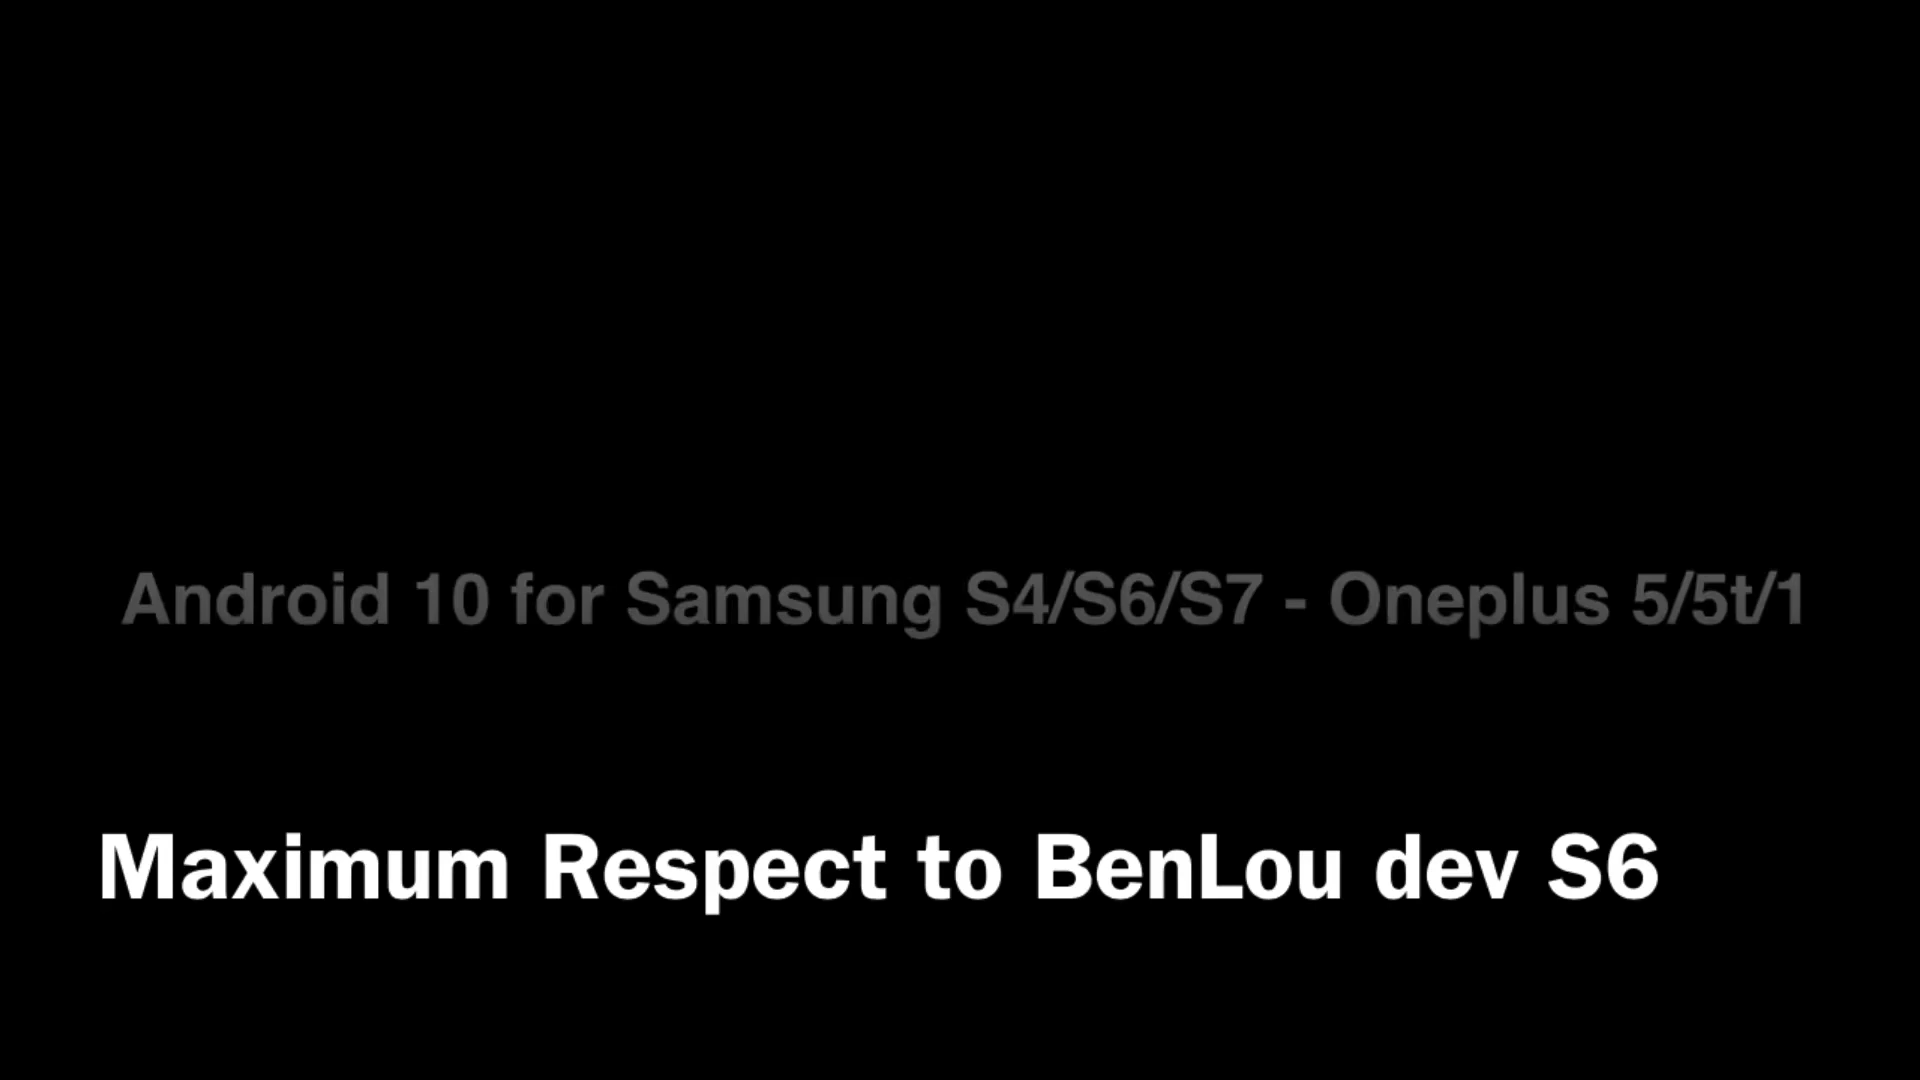 Android 10 for Samsung S4/S6/S7 - Oneplus 5/5t/1
Maximum Respect to BenLou dev S6